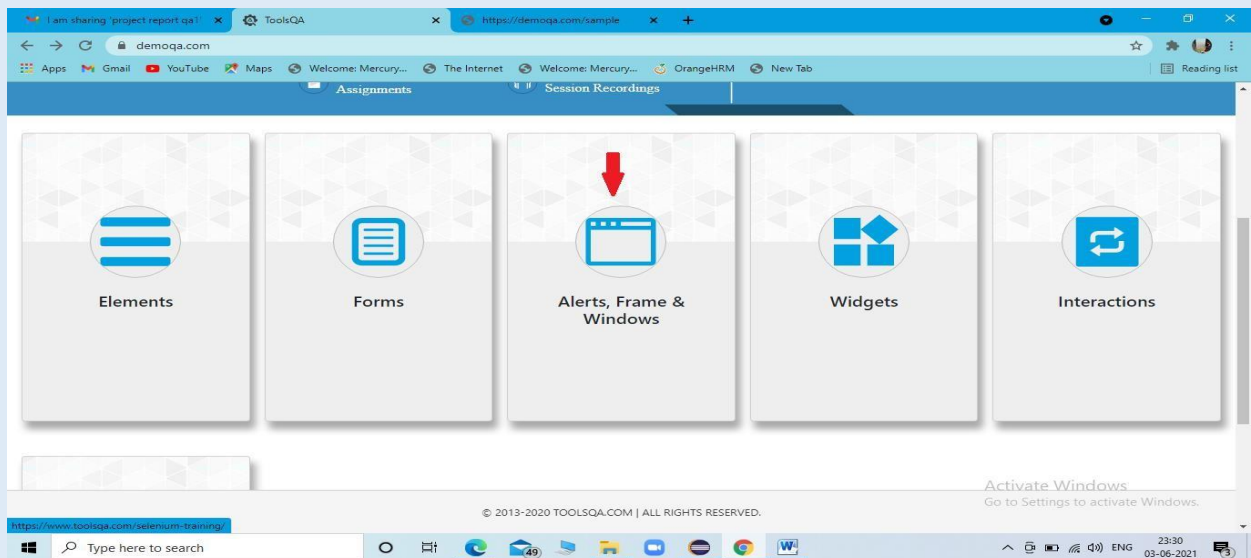 I am sharing 'project report qa1'
ToolsQA
https://demoqa.com/sample
demoqa.com
Apps
Gmail
YouTube
Maps
Welcome: Mercury...
The Internet
Welcome: Mercury...
OrangeHRM
New Tab
Reading list
Assignments
Session Recordings
Elements
Forms
Alerts, Frame &
Windows
Widgets
Interactions
Activate Windows
Go to Settings to activate Windows.
© 2013-2020 TOOLSQA.COM | ALL RIGHTS RESERVED.
https://www.toolsqa.com/selenium-training/
Type here to search
49
W
ENG
23:30
03-06-2021
3